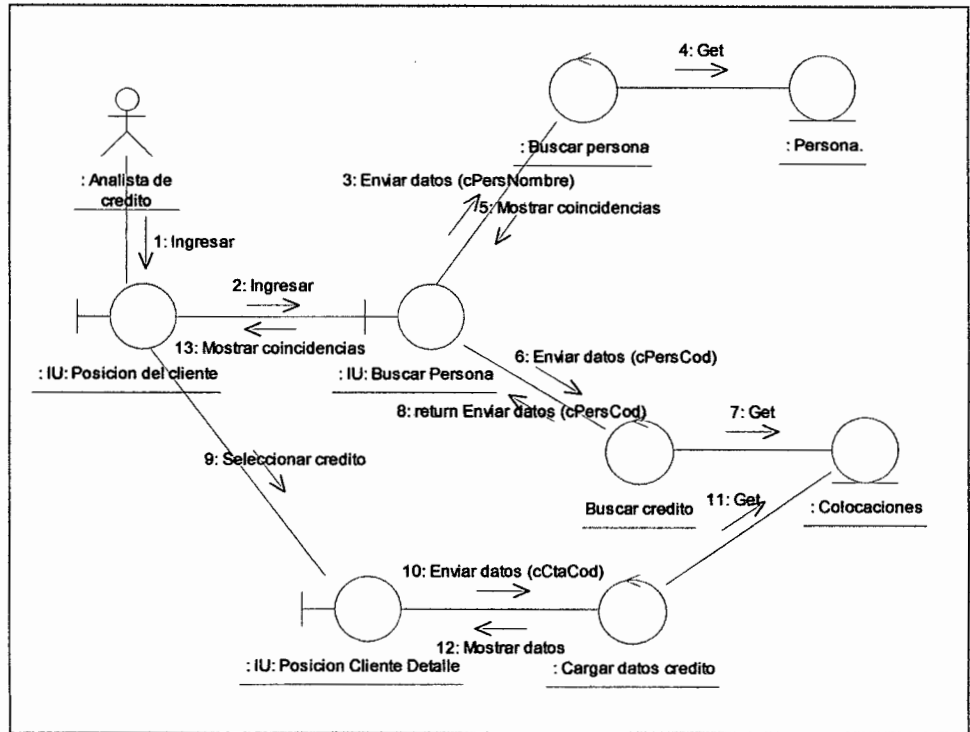 4: Get
: Buscar persona
: Persona.
: Analista de
credito
3: Enviar datos (cPersNombre)
5: Mostrar coincidencias
1: Ingresar
2: Ingresar
13: Mostrar coincidencias
: IU: Posicion del cliente
: IU: Buscar Persona
6: Enviar datos (cPersCod)
8: return Enviar datos (cPersCod)
7: Get
9: Seleccionar credito
Buscar credito
11: Get
: Colocaciones
10: Enviar datos (cCtaCod)
12: Mostrar datos
: IU: Posicion Cliente Detalle
: Cargar datos credito